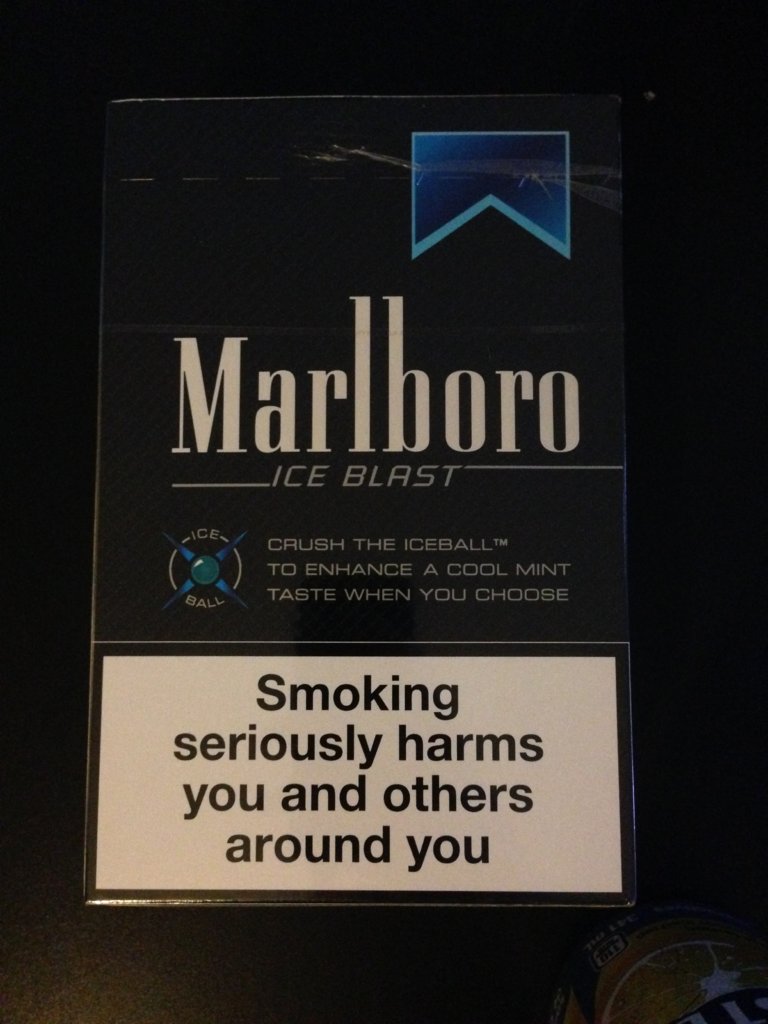 Marlboro
ICE BLAST
ICE
BALL
CRUSH THE ICEBALL™
TO ENHANCE A COOL MINT
TASTE WHEN YOU CHOOSE
Smoking
seriously harms
you and others
around you